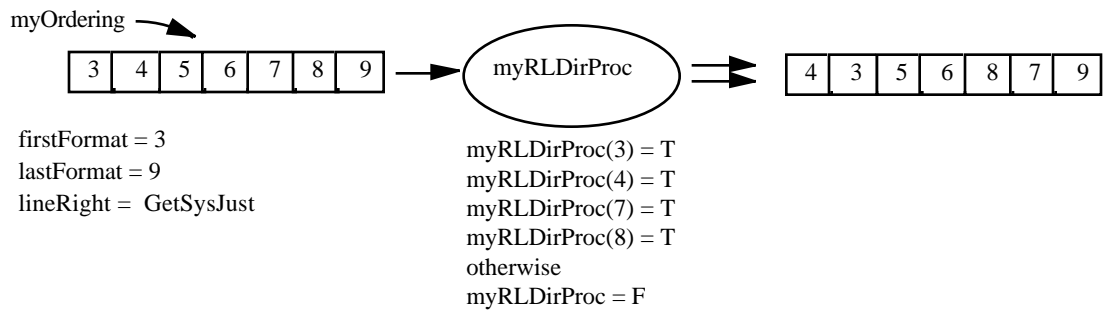 myOrdering
3 4 5 6 7 8 9
myRLDirProc
4 3 5 6 8 7 9
firstFormat = 3
lastFormat = 9
lineRight = GetSysJust
myRLDirProc(3) = T
myRLDirProc(4) = T
myRLDirProc(7) = T
myRLDirProc(8) = T
otherwise
myRLDirProc = F